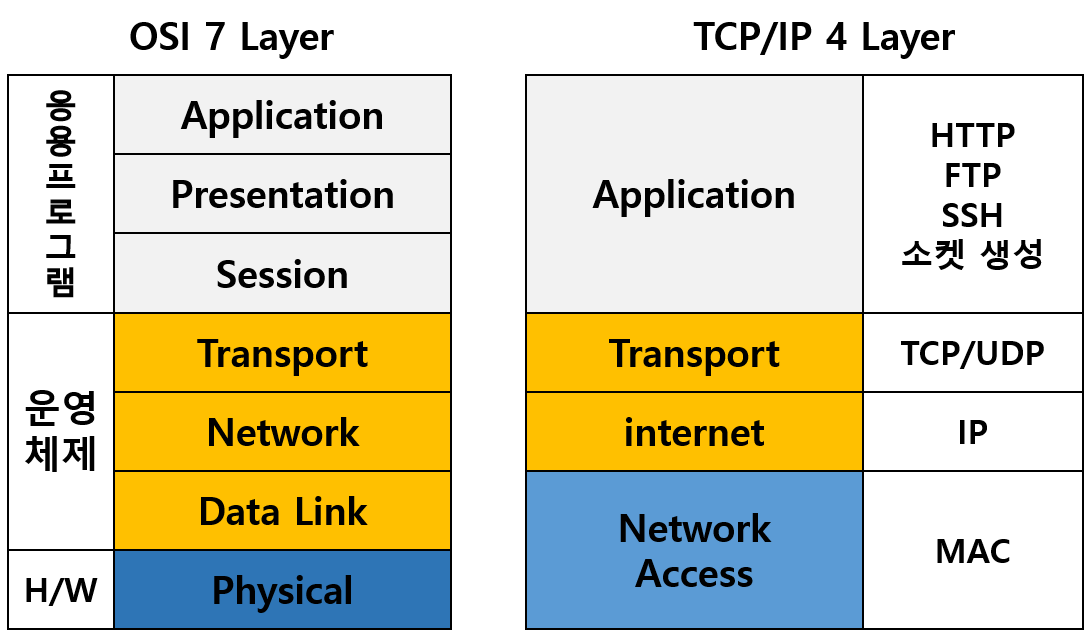 OSI 7 Layer
응용프로그램
Application
Presentation
Session
운영
체제
Transport
Network
Data Link
H/W
Physical
TCP/IP 4 Layer
Application
HTTP
FTP
SSH
소켓 생성
Transport
TCP/UDP
internet
IP
Network
Access
MAC